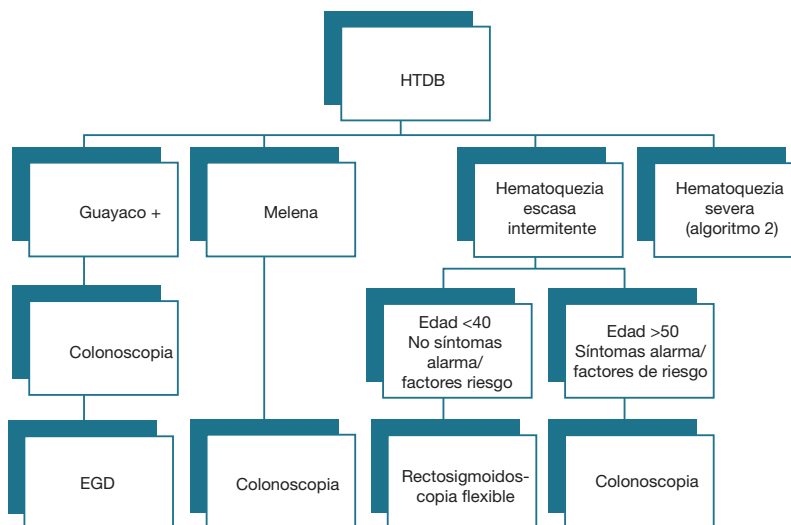 HTDB
Guayaco +
Melena
Hematoquezia
escasa
intermitente
Hematoquezia
severa
(algoritmo 2)
Colonoscopia
Edad <40
No síntomas
alarma/
factores riesgo
Edad >50
Síntomas alarma/
factores de riesgo
EGD
Colonoscopia
Rectosigmoidos-
copia flexible
Colonoscopia